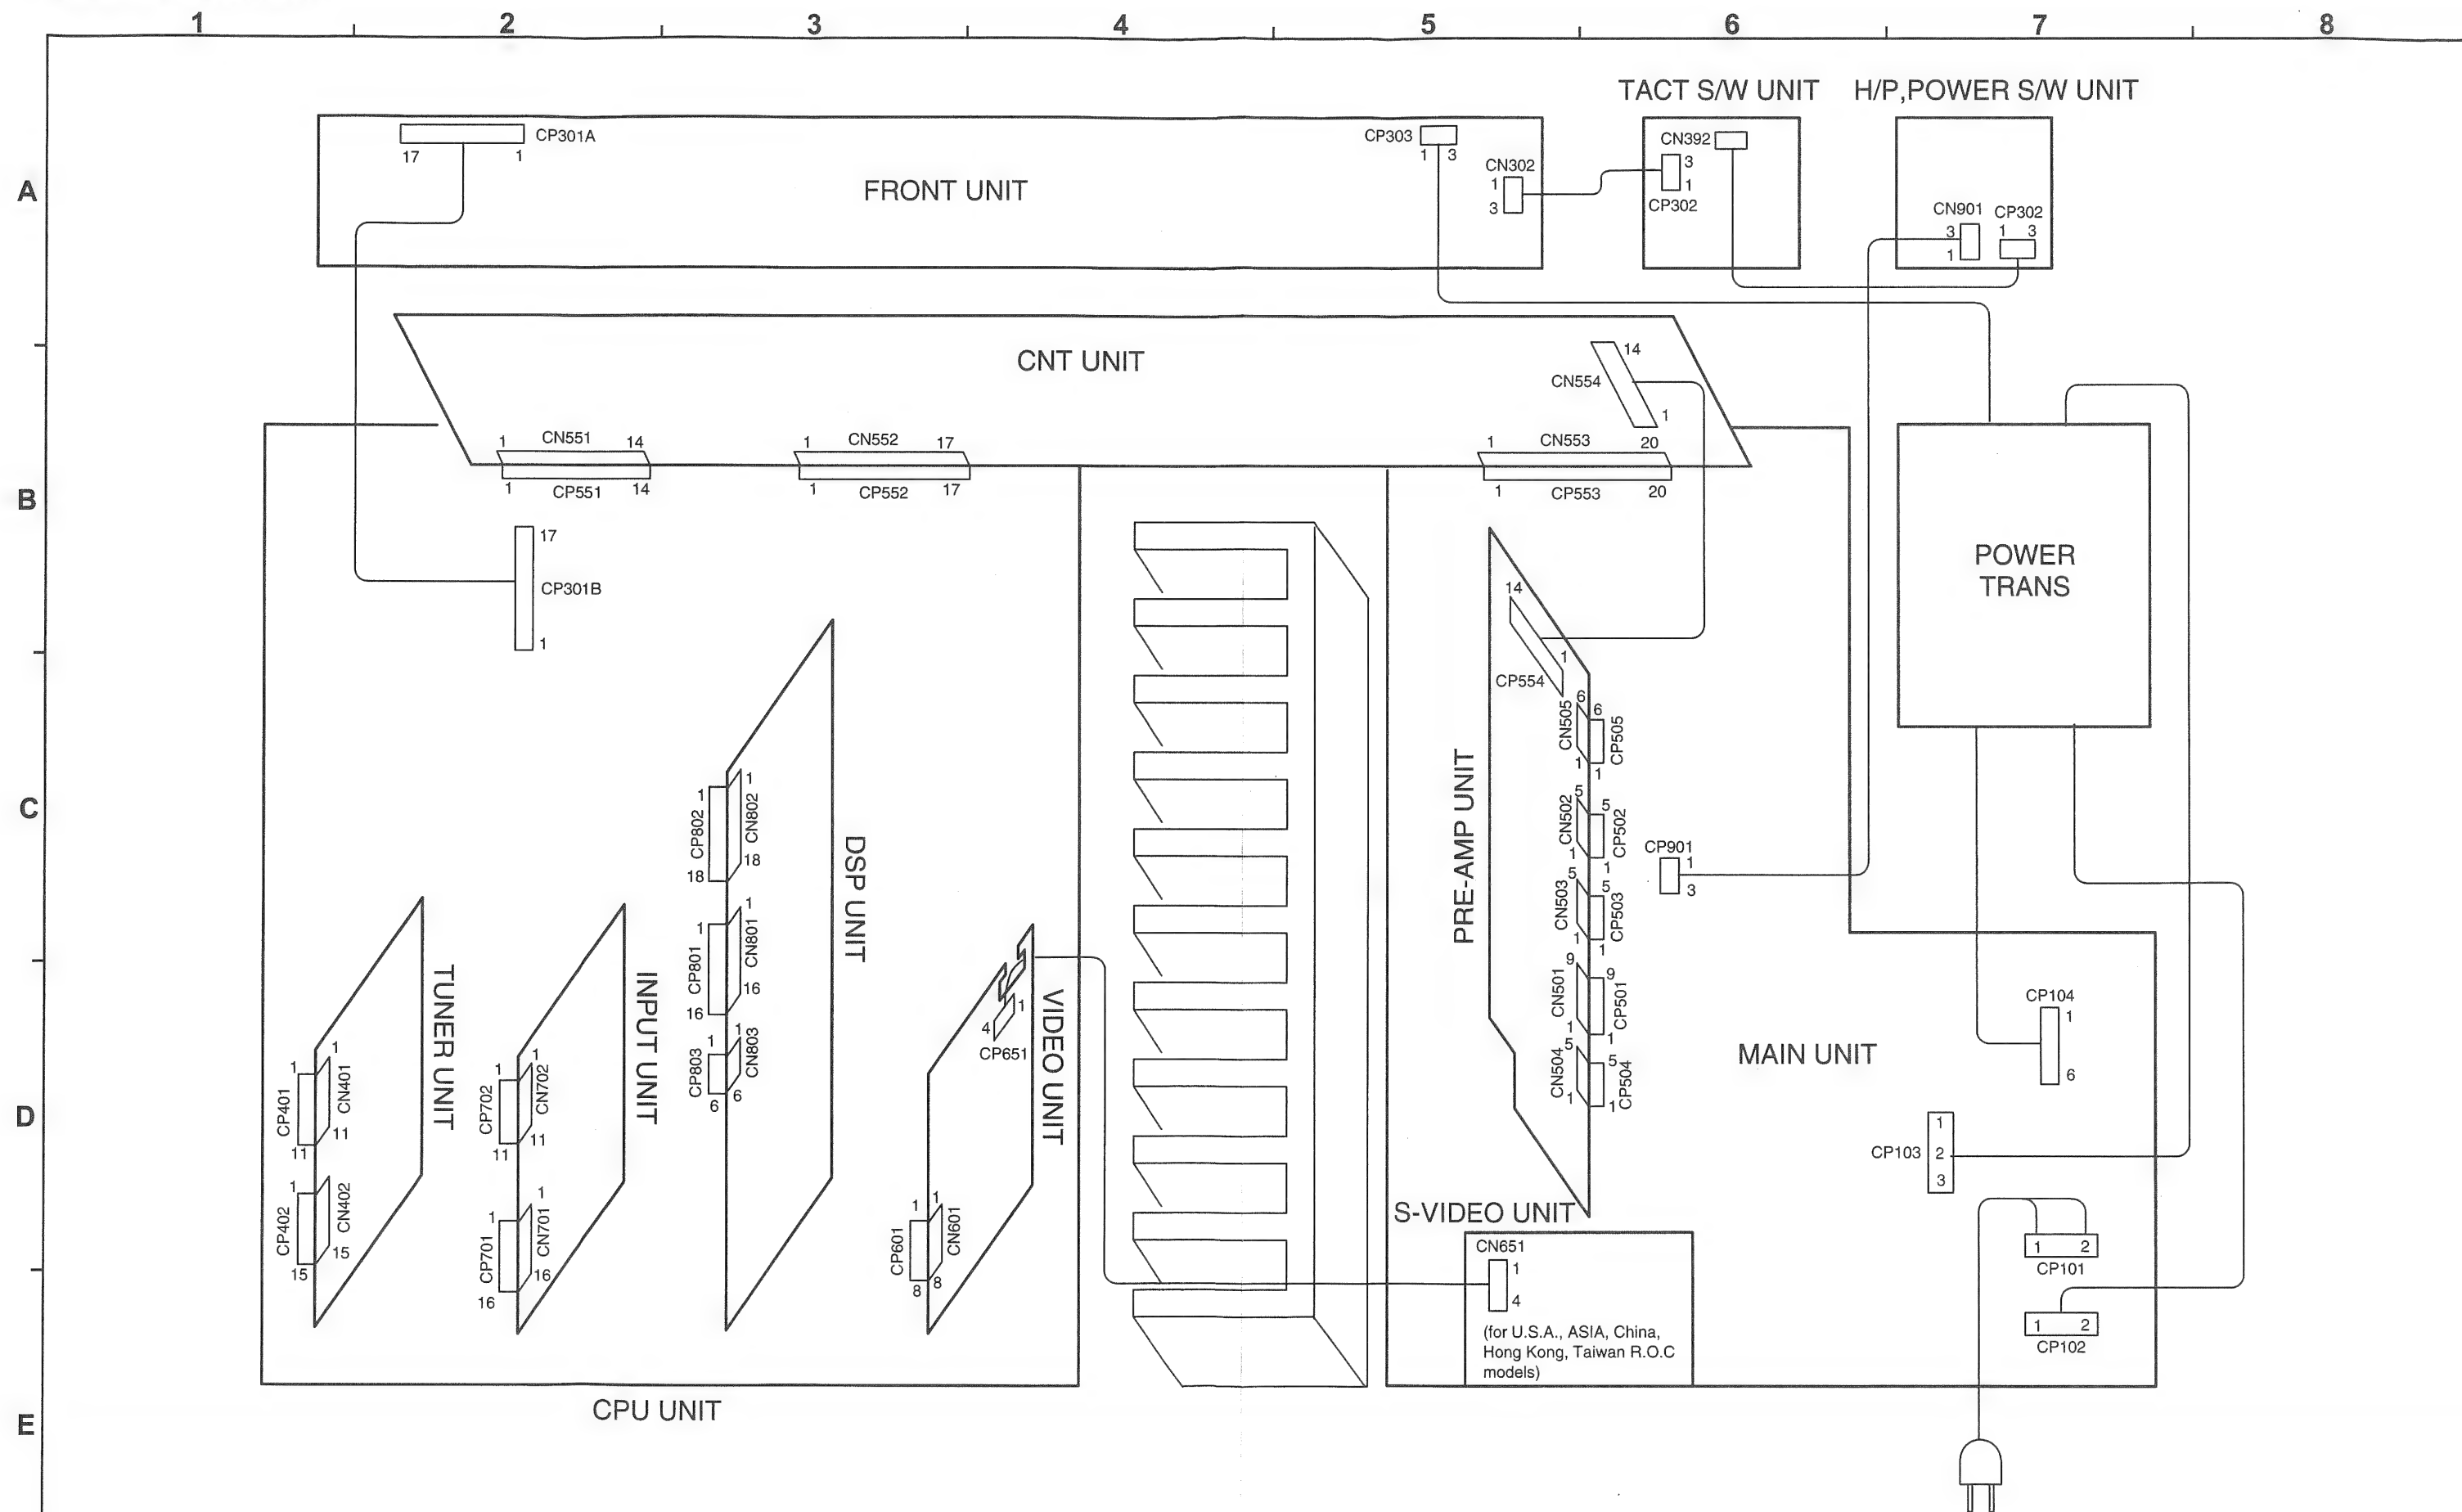 1 2 3 4 5 6 7 8
TACT S/W UNIT H/P,POWER S/W UNIT
A
CP301A
17 1
FRONT UNIT
CP303
1 3
CN302
1
3
CN392
3
1
CP302
CN901 CP302
3 1 3
1
CNT UNIT
14
CN554
1
1 CN551 14
1 CP551 14
1 CN552 17
1 CP552 17
1 CN553 20
1 CP553 20
B
17
CP301B
1
POWER
TRANS
14
1
CP554
C
PRE-AMP UNIT
6 6
CN505 CP505
1 1
5 5
CN502 CP502
1 1
5 5
CN503 CP503
1 1
9 9
CN501 CP501
1 1
5 5
CN504 CP504
1 1
CP901
1
3
DSP UNIT
1 1
CP802 CN802
18 18
1 1
CP801 CN801
16 16
1 1
CP803 CN803
6 6
D
TUNER UNIT
1 1
CP401 CN401
11 11
1
CP402 CN402
15 15
INPUT UNIT
1 1
CP702 CN702
11 11
1 1
CP701 CN701
16 16
VIDEO UNIT
1
4
CP651
1 1
CP601 CN601
8 8
MAIN UNIT
CP104
1
6
CP103
1
2
3
1 2
CP101
1 2
CP102
S-VIDEO UNIT
CN651
1
4
(for U.S.A., ASIA, China,
Hong Kong, Taiwan R.O.C
models)
CPU UNIT
E